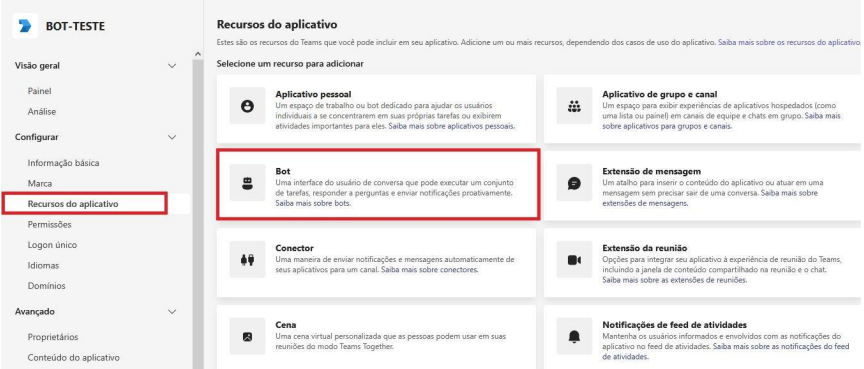 BOT-TESTE
Visão geral
Painel
Análise
Configurar
Informação básica
Marca
Recursos do aplicativo
Permissões
Logon único
Idiomas
Domínios
Avançado
Proprietários
Conteúdo do aplicativo
Recursos do aplicativo
Estes são os recursos do Teams que você pode incluir em seu aplicativo. Adicione um ou mais recursos, dependendo dos casos de uso do aplicativo. Saiba mais sobre os recursos do aplicativo
Selecione um recurso para adicionar
Aplicativo pessoal
Um espaço de trabalho ou bot dedicado para ajudar os usuários
individuais a se concentrarem em suas próprias tarefas ou exibirem
atividades importantes para eles. Saiba mais sobre aplicativos pessoais.
Aplicativo de grupo e canal
Um espaço para exibir experiências de aplicativos hospedados (como
uma lista ou painel) em canais de equipe e chats em grupo. Saiba mais
sobre aplicativos para grupos e canais.
Bot
Uma interface do usuário de conversa que pode executar um conjunto
de tarefas, responder a perguntas e enviar notificações proativamente.
Saiba mais sobre bots.
Extensão de mensagem
Um atalho para inserir o conteúdo do aplicativo ou atuar em uma
mensagem sem precisar sair de uma conversa. Saiba mais sobre
extensões de mensagens.
Conector
Uma maneira de enviar notificações e mensagens automaticamente de
seus aplicativos para um canal. Saiba mais sobre conectores.
Extensão da reunião
Opções para integrar seu aplicativo à experiência de reunião do Teams,
incluindo a janela de conteúdo compartilhado na reunião e o chat.
Saiba mais sobre as extensões de reuniões.
Cena
Uma cena virtual personalizada que as pessoas podem usar em suas
reuniões do modo Teams Together.
Notificações de feed de atividades
Mantenha os usuários informados e envolvidos com as notificações do
aplicativo no feed de atividades. Saiba mais sobre as notificações do feed
de atividades.